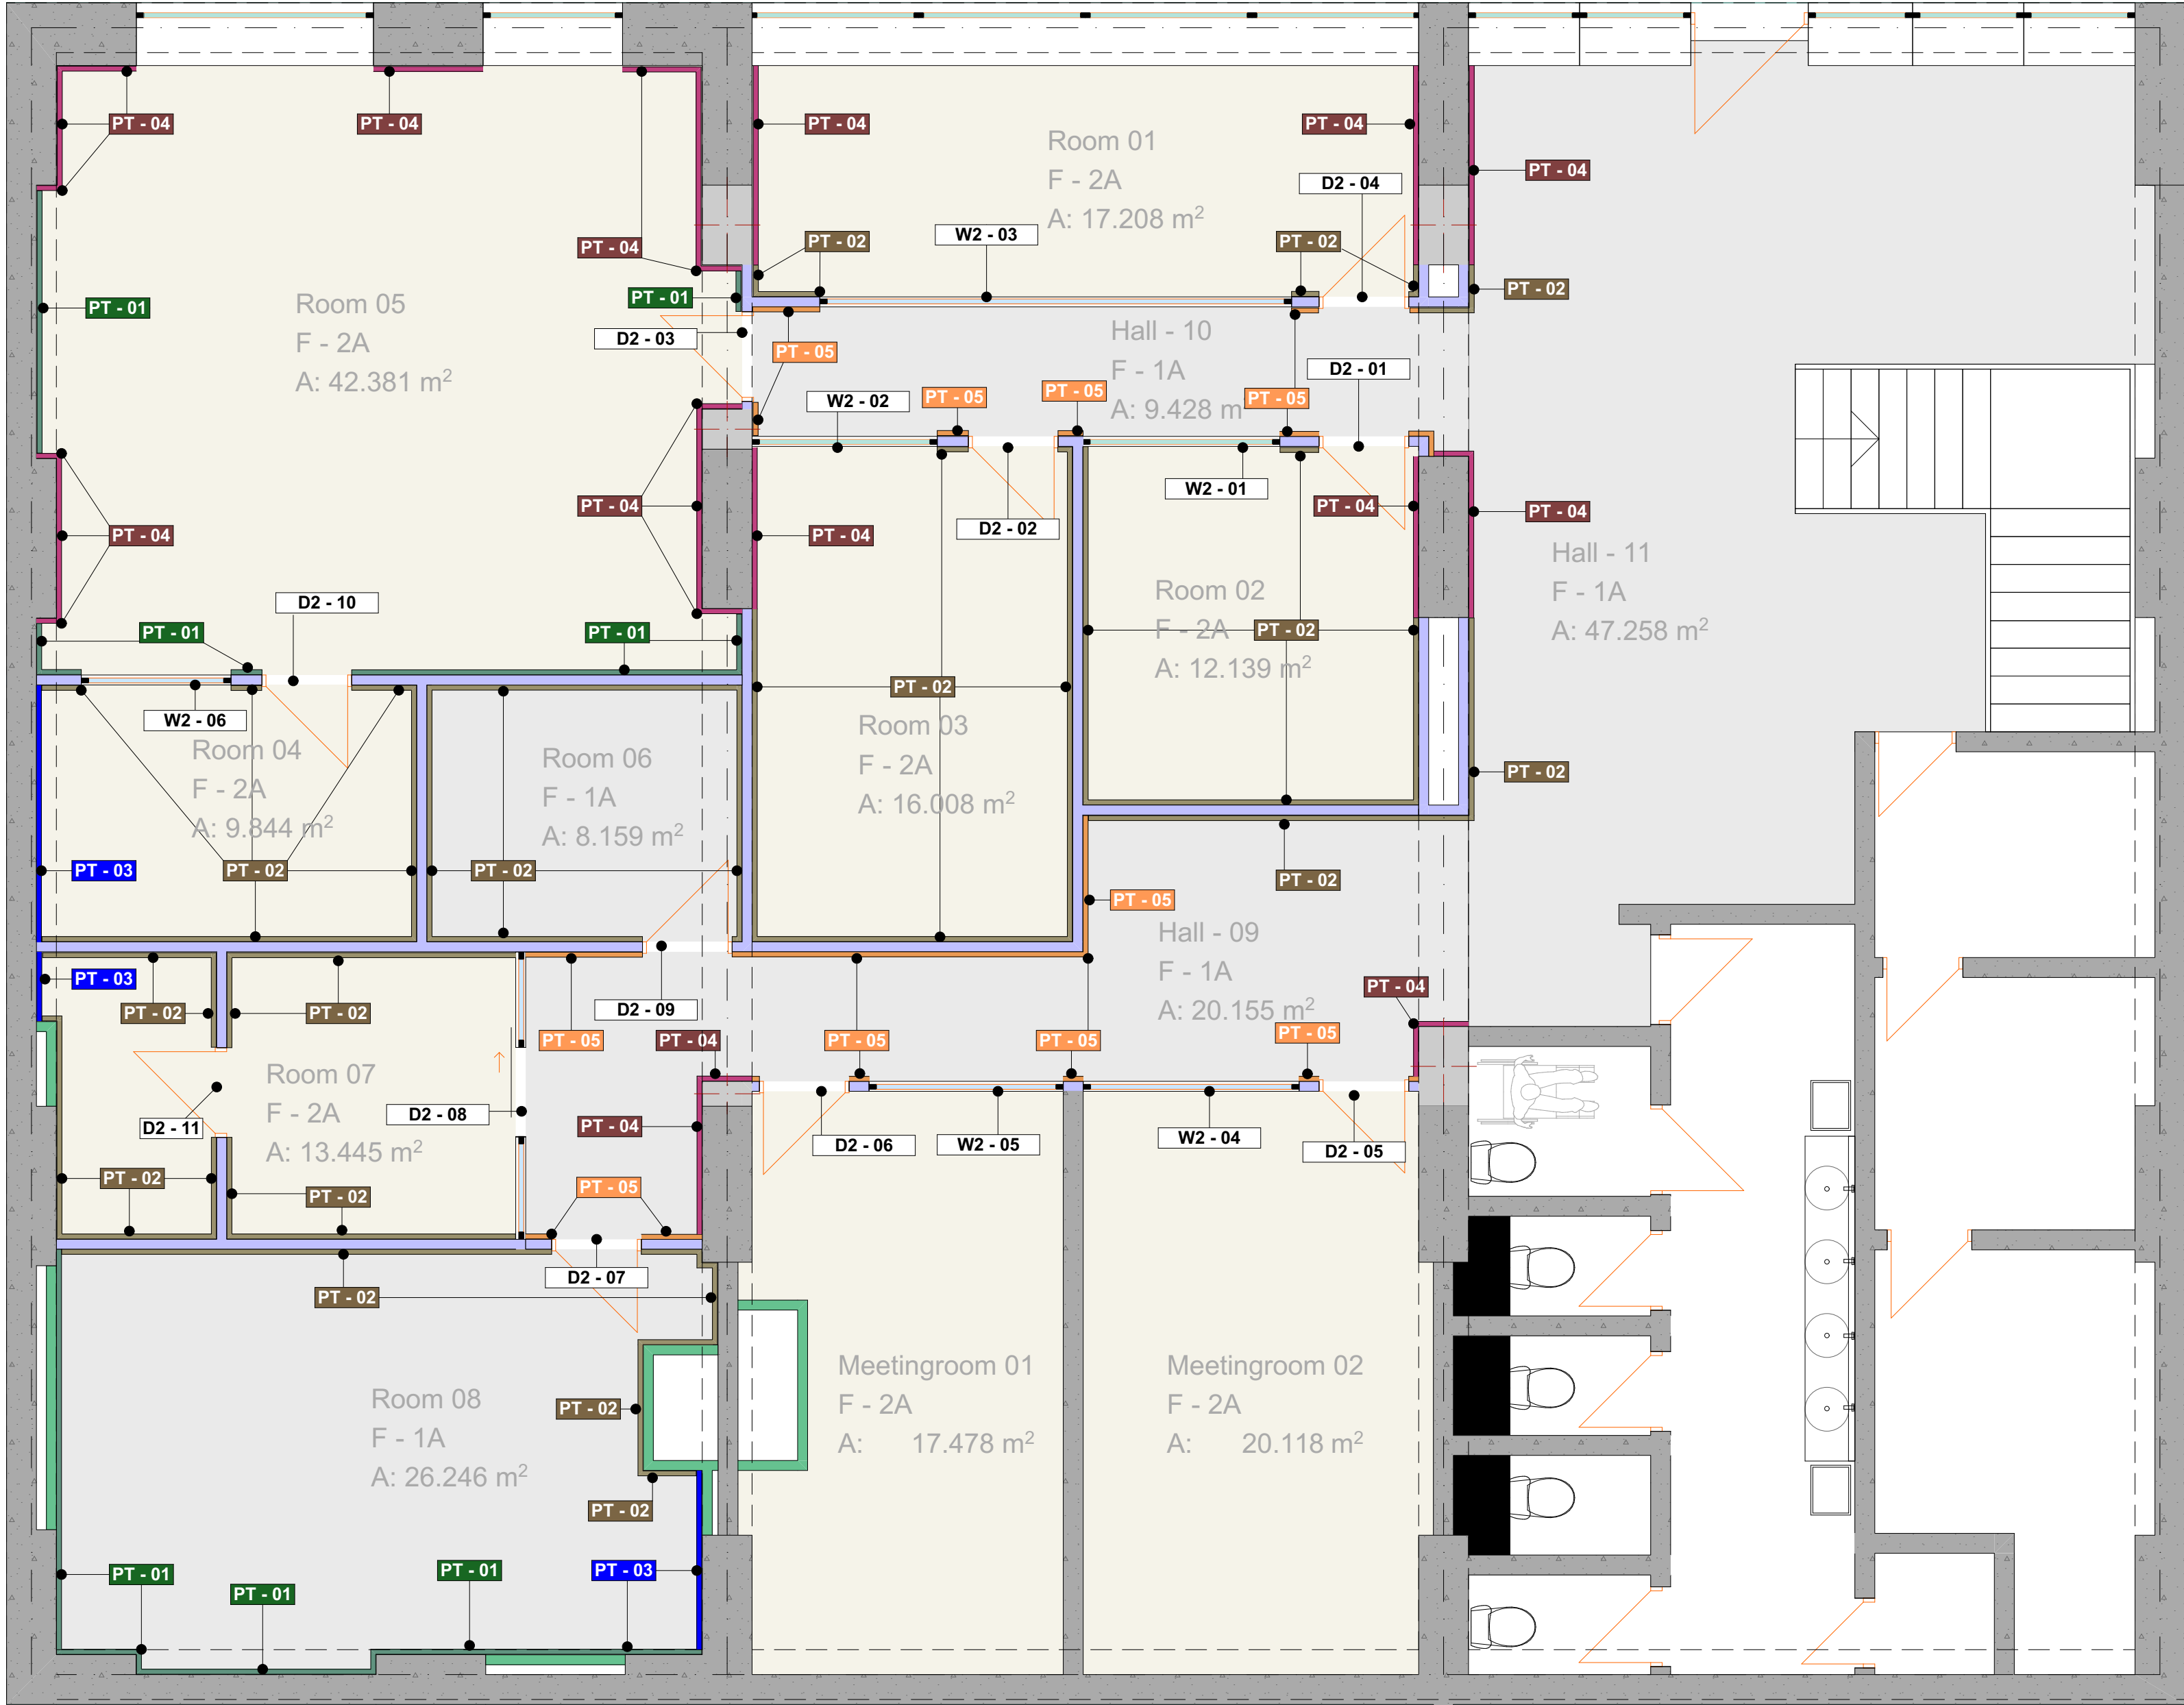 PT - 04
PT - 04
PT - 04
PT - 04
PT - 04
Room 01
F - 2A
A: 17.208 m²
D2 - 04
PT - 02
W2 - 03
PT - 02
PT - 04
PT - 02
PT - 04
PT - 01
PT - 01
Room 05
F - 2A
A: 42.381 m²
D2 - 03
PT - 05
Hall - 10
F - 1A
A: 9.428 m
D2 - 01
W2 - 02
PT - 05
PT - 05
PT - 05
W2 - 01
D2 - 02
PT - 04
PT - 04
PT - 04
PT - 04
PT - 04
Hall - 11
F - 1A
A: 47.258 m²
D2 - 10
PT - 01
PT - 01
Room 02
F - 2A
PT - 02
A: 12.139 m²
W2 - 06
Room 04
F - 2A
A: 9.844 m²
Room 06
F - 1A
A: 8.159 m²
PT - 02
Room 03
F - 2A
A: 16.008 m²
PT - 02
PT - 03
PT - 02
PT - 02
PT - 02
PT - 05
Hall - 09
F - 1A
A: 20.155 m²
PT - 03
PT - 02
PT - 02
D2 - 09
PT - 05
PT - 04
PT - 05
PT - 05
PT - 05
PT - 04
Room 07
F - 2A
A: 13.445 m²
D2 - 11
D2 - 08
PT - 04
D2 - 06
W2 - 05
W2 - 04
D2 - 05
PT - 02
PT - 02
PT - 05
D2 - 07
PT - 02
Room 08
F - 1A
A: 26.246 m²
PT - 02
PT - 02
Meetingroom 01
F - 2A
A: 17.478 m²
Meetingroom 02
F - 2A
A: 20.118 m²
PT - 01
PT - 01
PT - 01
PT - 03